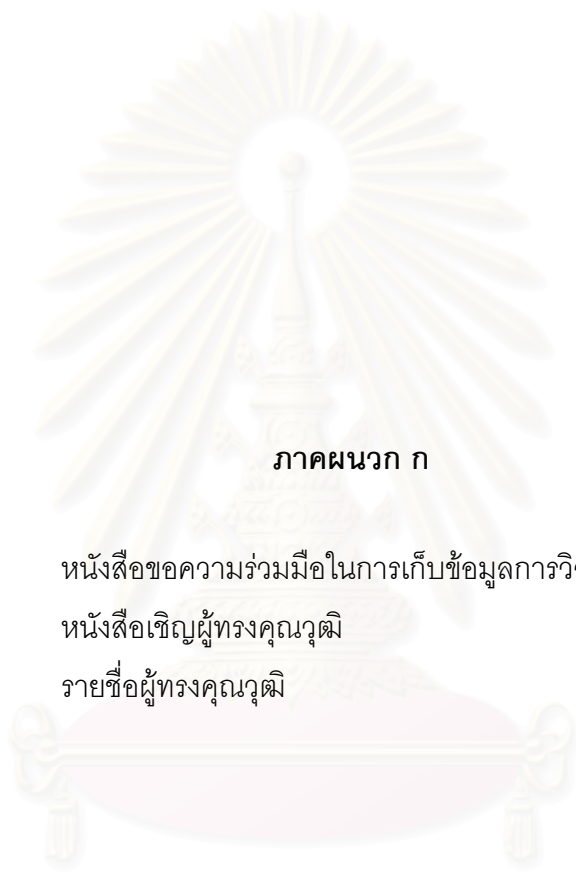 ภาคผนวก ก
หนังสือขอความร่วมมือในการเก็บข้อมูลการวิ
หนังสือเชิญผู้ทรงคุณวุฒิ
รายชื่อผู้ทรงคุณวุฒิ